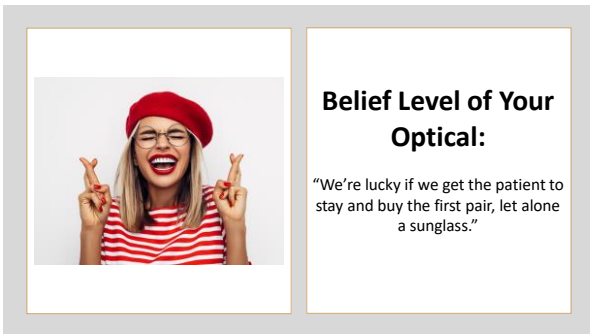 Belief Level of Your
Optical:
“We’re lucky if we get the patient to
stay and buy the first pair, let alone
a sunglass.”